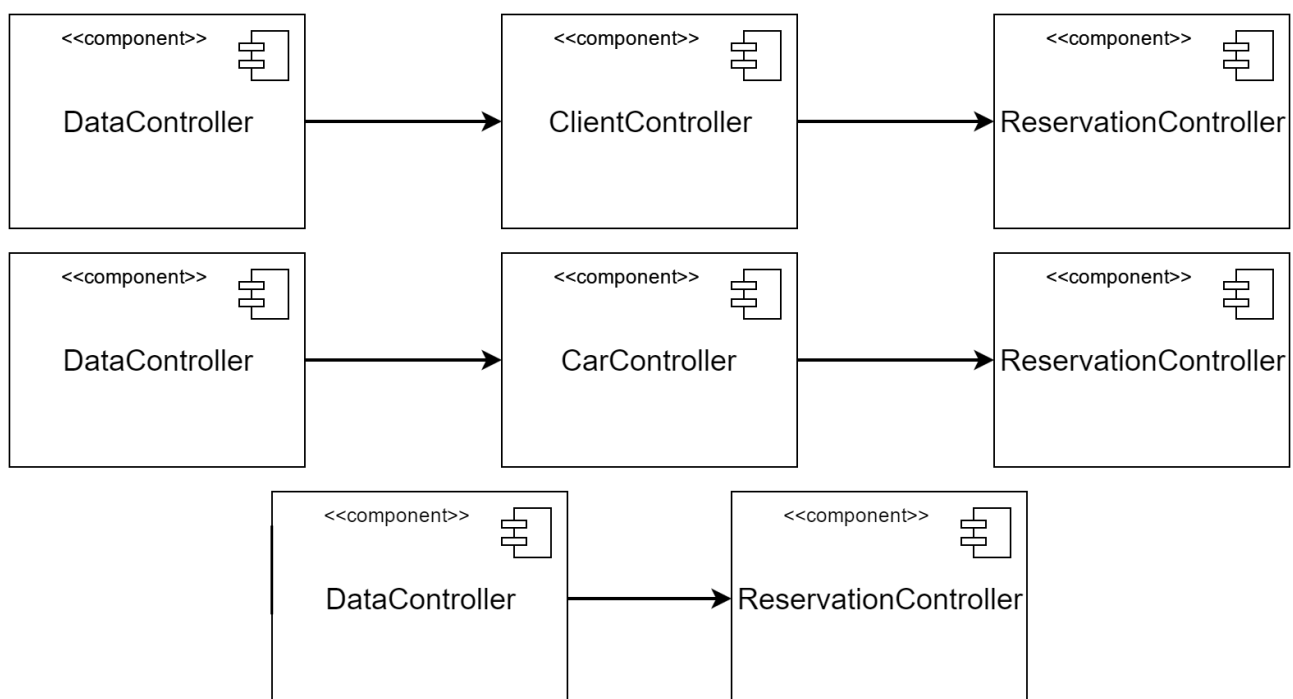 <<component>>
DataController
<<component>>
ClientController
<<component>>
ReservationController
<<component>>
DataController
<<component>>
CarController
<<component>>
ReservationController
<<component>>
DataController
<<component>>
ReservationController